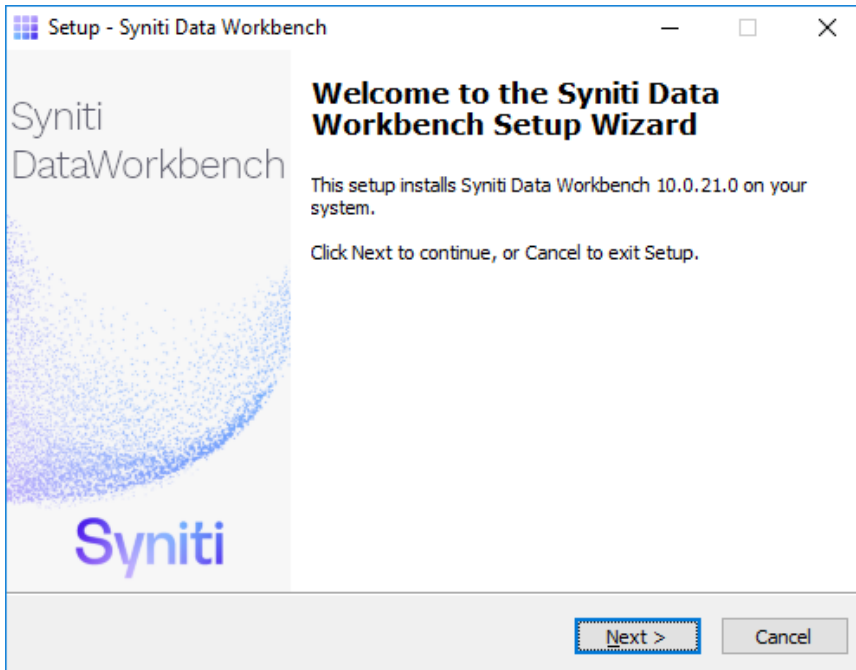 Setup - Syniti Data Workbench
Syniti
DataWorkbench
Welcome to the Syniti Data
Workbench Setup Wizard
This setup installs Syniti Data Workbench 10.0.21.0 on your
system.
Click Next to continue, or Cancel to exit Setup.
Syniti
Next >
Cancel